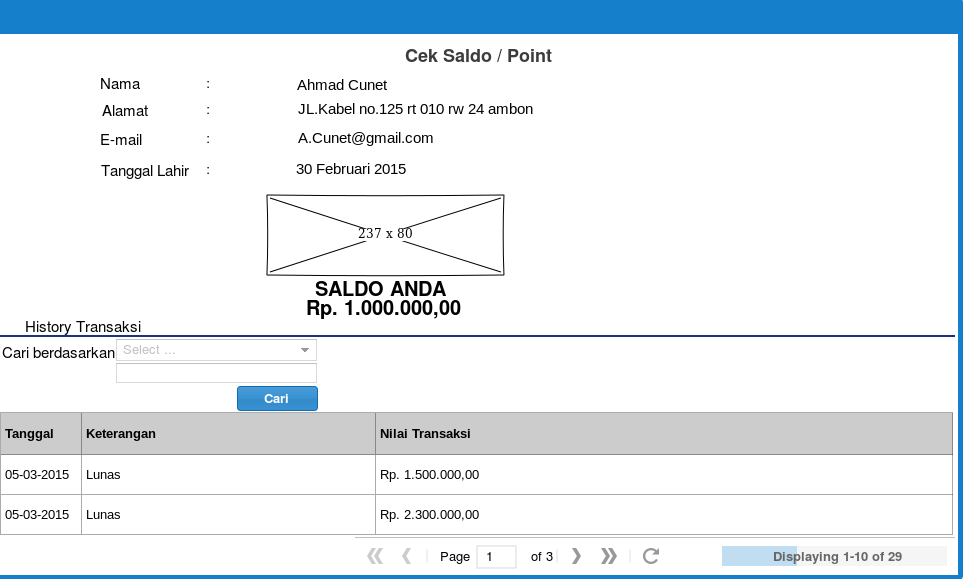 Cek Saldo / Point
Nama : Ahmad Cunet
Alamat : JL.Kabel no.125 rt 010 rw 24 ambon
E-mail : A.Cunet@gmail.com
Tanggal Lahir : 30 Februari 2015
237 x 80
SALDO ANDA
Rp. 1.000.000,00
History Transaksi
Cari berdasarkan Select ...
Cari
Tanggal Keterangan Nilai Transaksi
05-03-2015 Lunas Rp. 1.500.000,00
05-03-2015 Lunas Rp. 2.300.000,00
Page 1 of 3 Displaying 1-10 of 29